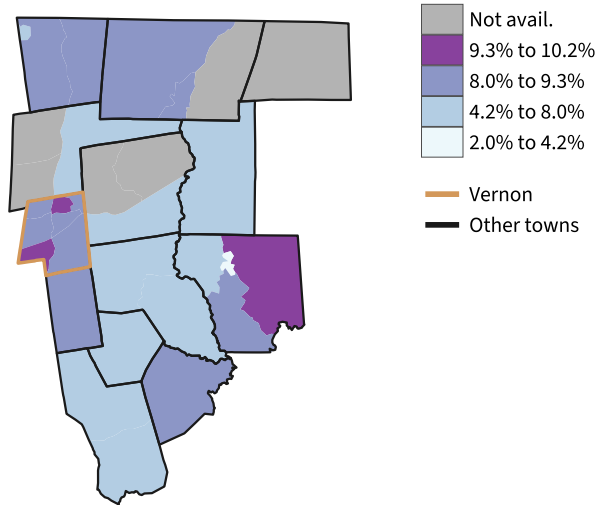 Not avail.
9.3% to 10.2%
8.0% to 9.3%
4.2% to 8.0%
2.0% to 4.2%
Vernon
Other towns